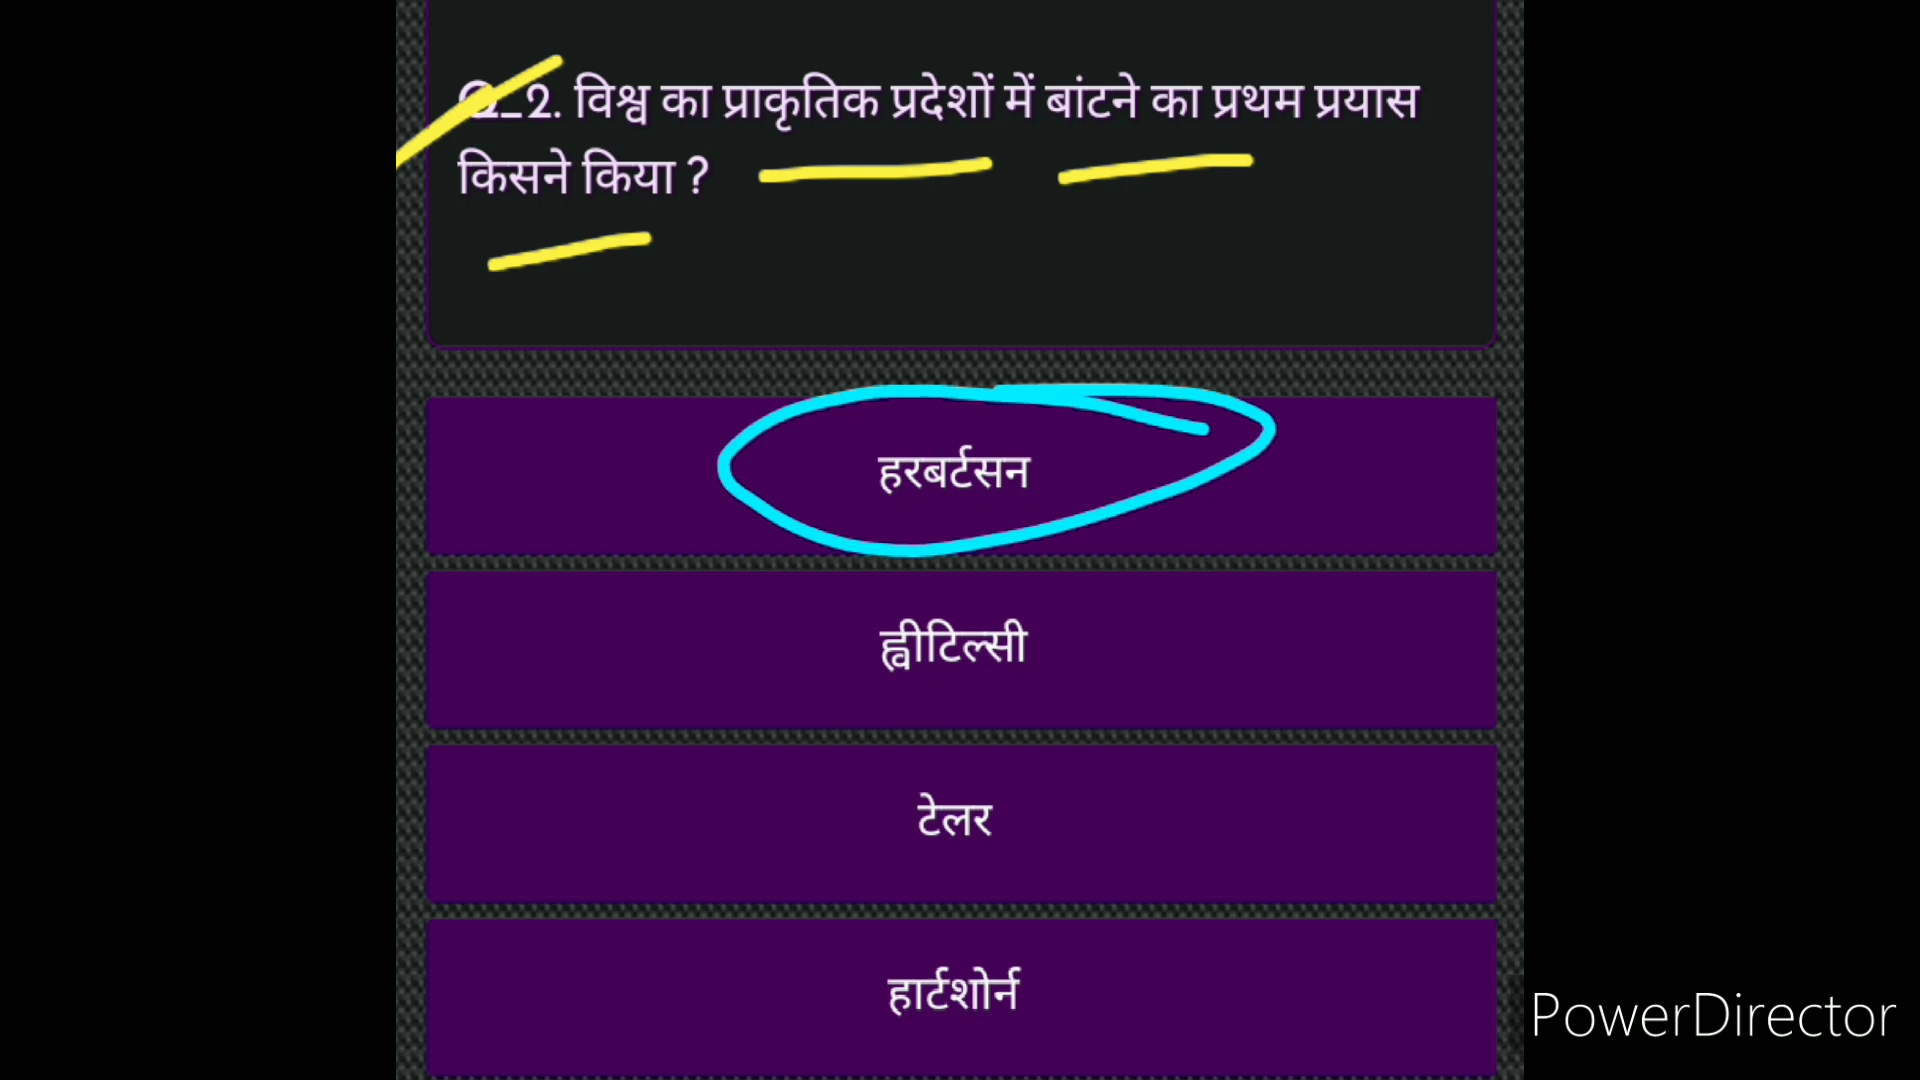 Q_2. विश्व का प्राकृतिक प्रदेशों में बांटने का प्रथम प्रयास
किसने किया ?
हरबर्टसन
ह्वीटिल्सी
टेलर
हार्टशोर्न
PowerDirector